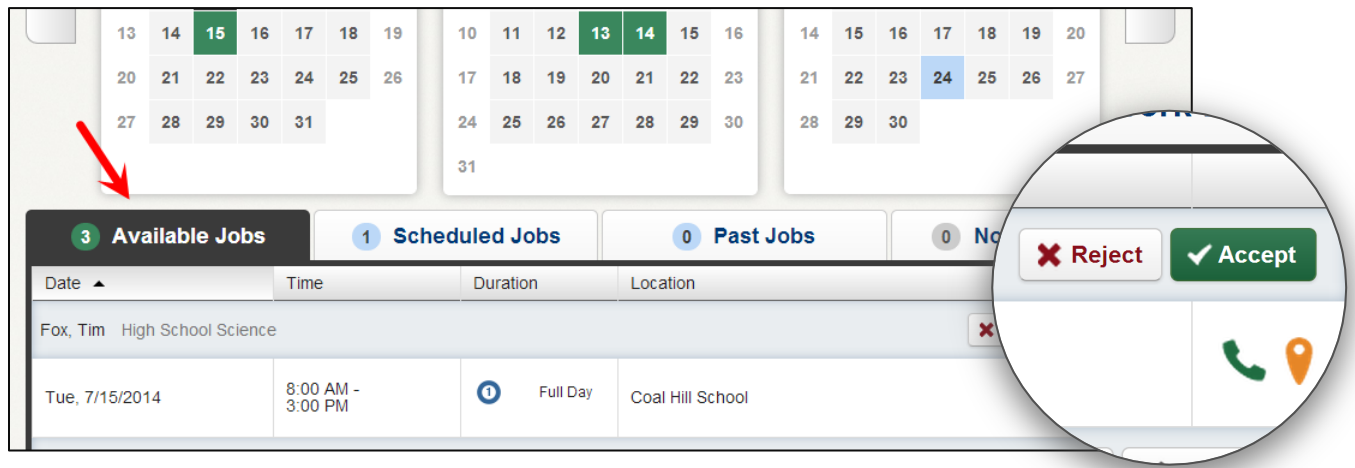 13 14 15 16 17 18 19 10 11 12 13 14 15 16 14 15 16 17 18 19 20
20 21 22 23 24 25 26 17 18 19 20 21 22 23 21 22 23 24 25 26 27
27 28 29 30 31 24 25 26 27 28 29 30 28 29 30
31
3 Available Jobs 1 Scheduled Jobs 0 Past Jobs 0 No
Date Time Duration Location
Reject Accept
Fox, Tim High School Science
Tue, 7/15/2014 8:00 AM - 3:00 PM 1 Full Day Coal Hill School